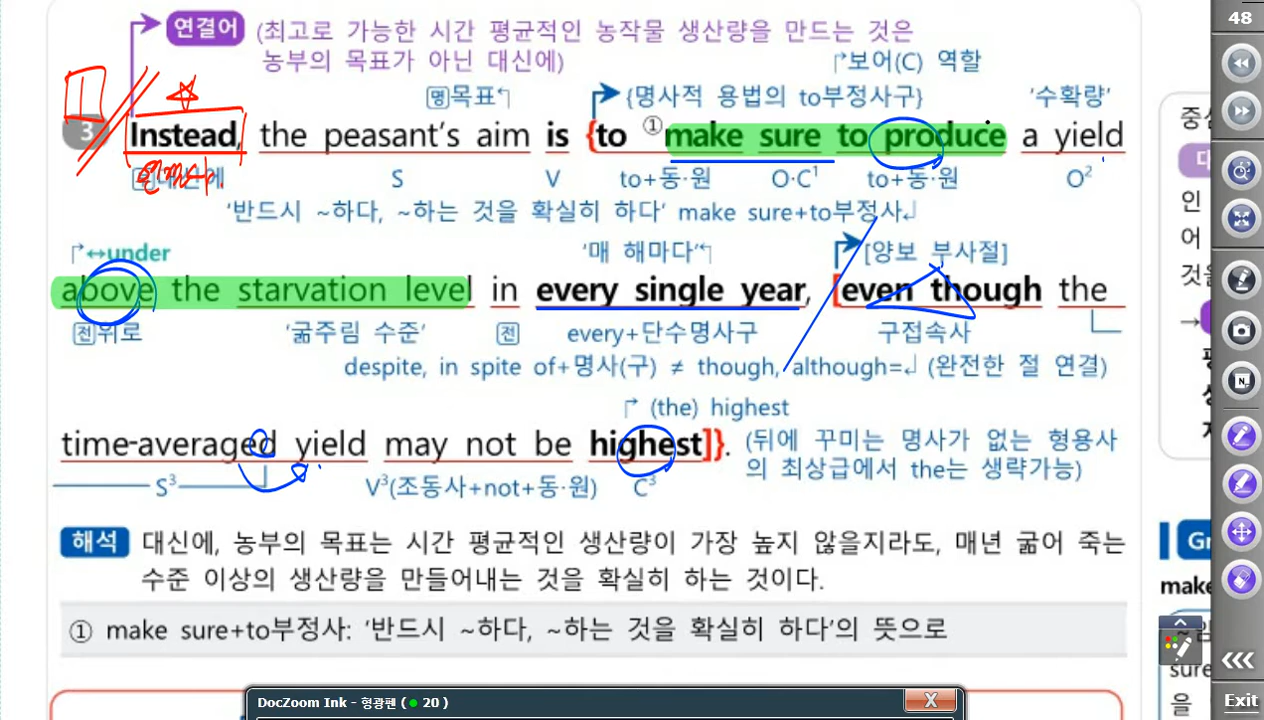 48
연결어 (최고로 가능한 시간 평균적인 농작물 생산량을 만드는 것은
농부의 목표가 아닌 대신에)
보어(C) 역할
명 목표 {명사적 용법의 to부정사구} '수확량'
3 Instead, the peasant's aim is {to ①make sure to produce a yield
대신에 S V to+동·원 O·C¹ to+동·원 O²
'반드시 ~하다, ~하는 것을 확실히 하다' make sure+to부정사
↔under '매 해마다' [양보 부사절]
above the starvation level in every single year, [even though the
전 위로 '굶주림 수준' 전 every+단수명사구 구접속사
despite, in spite of+명사(구) ≠ though, although= (완전한 절 연결)
(the) highest
time-averaged yield may not be highest]}. (뒤에 꾸미는 명사가 없는 형용사
S³ V³(조동사+not+동·원) C³ 의 최상급에서 the는 생략가능)
해석 대신에, 농부의 목표는 시간 평균적인 생산량이 가장 높지 않을지라도, 매년 굶어 죽는
수준 이상의 생산량을 만들어내는 것을 확실히 하는 것이다.
① make sure+to부정사: '반드시 ~하다, ~하는 것을 확실히 하다'의 뜻으로
DocZoom Ink - 형광펜 ( 20 ) X
중
인
어
것
→
Gr
make
sure
을
N
Exit